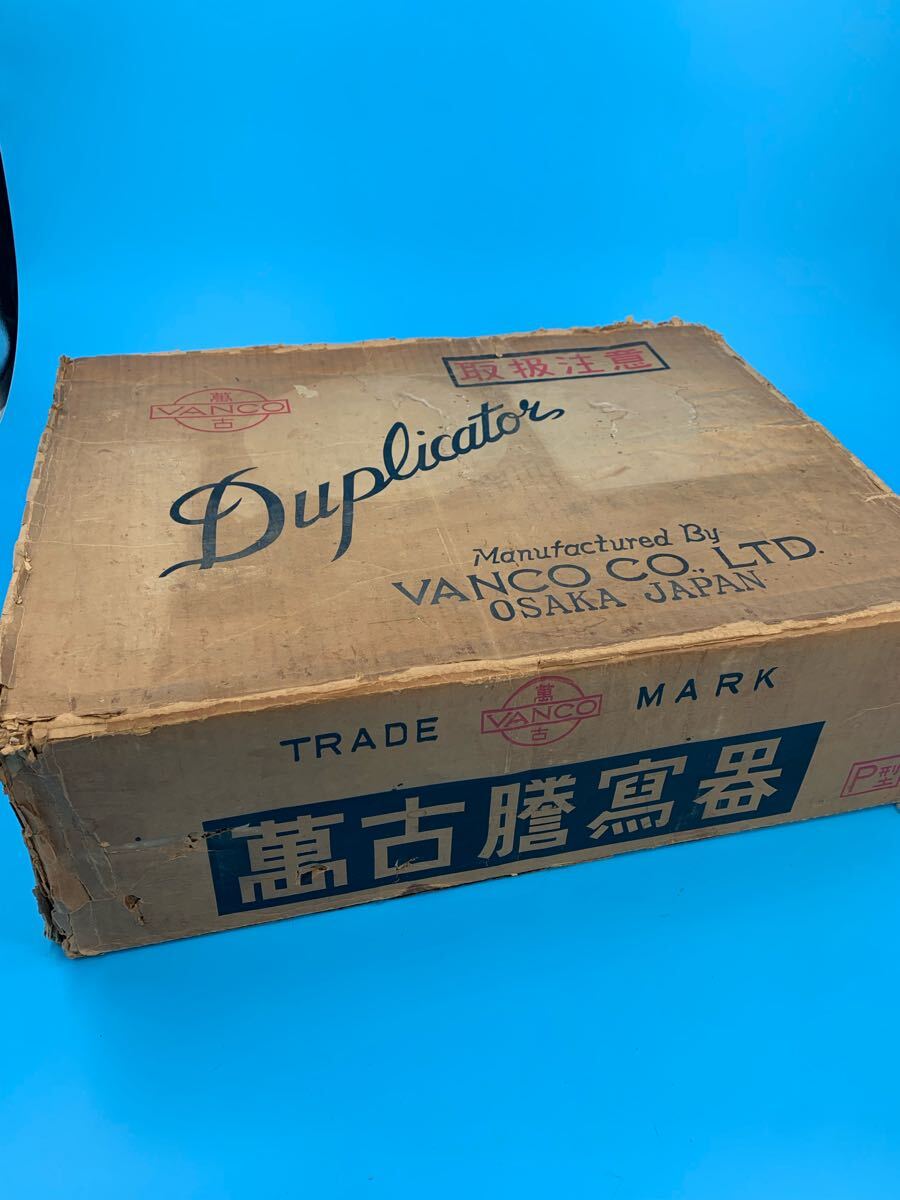 取扱注意
萬
VANCO
古
Duplicator
Manufactured By
VANCO CO., LTD.
OSAKA JAPAN
TRADE
萬
VANCO
古
MARK
萬古謄寫器
P型